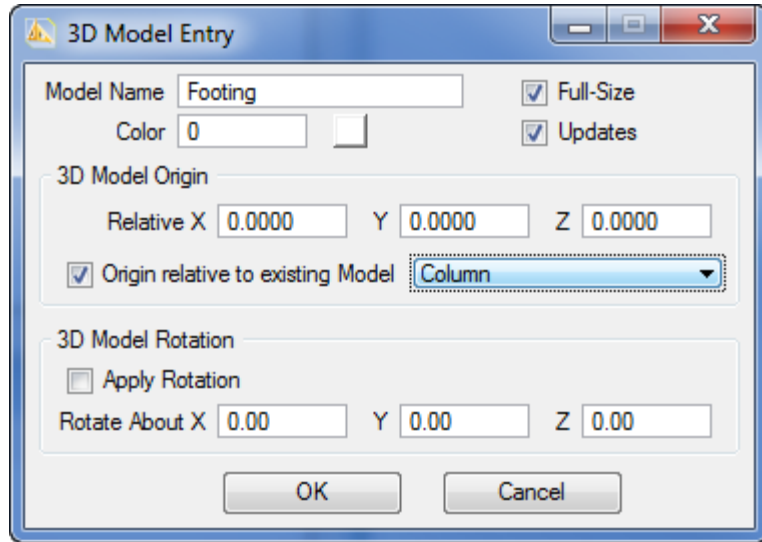 3D Model Entry
Model Name Footing Full-Size
Color 0 Updates
3D Model Origin
Relative X 0.0000 Y 0.0000 Z 0.0000
Origin relative to existing Model Column
3D Model Rotation
Apply Rotation
Rotate About X 0.00 Y 0.00 Z 0.00
OK Cancel